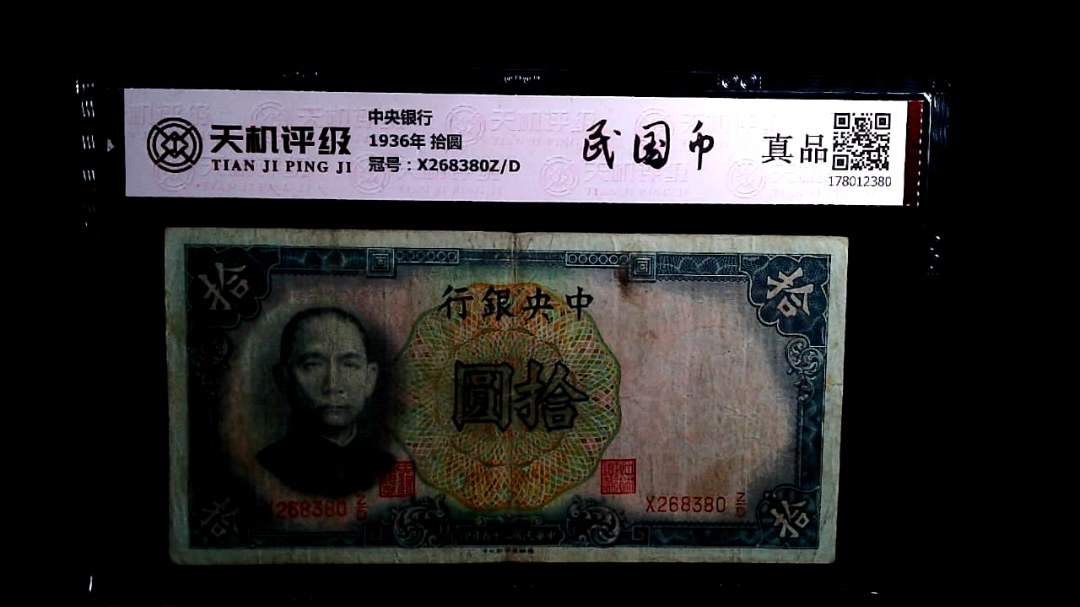 天机评级
TIAN JI PING JI
中央银行
1936年 拾圆
冠号：X268380Z/D
民国币
真品
178012380
拾
拾
行銀央中
圓拾
X268380 Z/D
X268380 Z/D
拾
拾